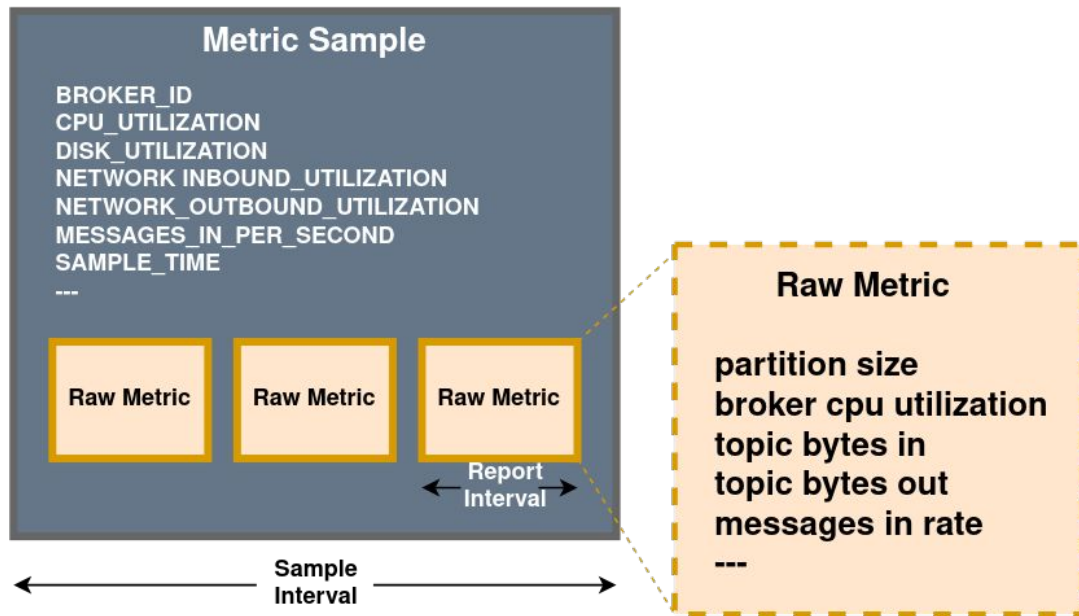 Metric Sample
BROKER_ID
CPU_UTILIZATION
DISK_UTILIZATION
NETWORK INBOUND_UTILIZATION
NETWORK_OUTBOUND_UTILIZATION
MESSAGES_IN_PER_SECOND
SAMPLE_TIME
---
Raw Metric
Raw Metric
Raw Metric
Report
Interval
Sample
Interval
Raw Metric
partition size
broker cpu utilization
topic bytes in
topic bytes out
messages in rate
---